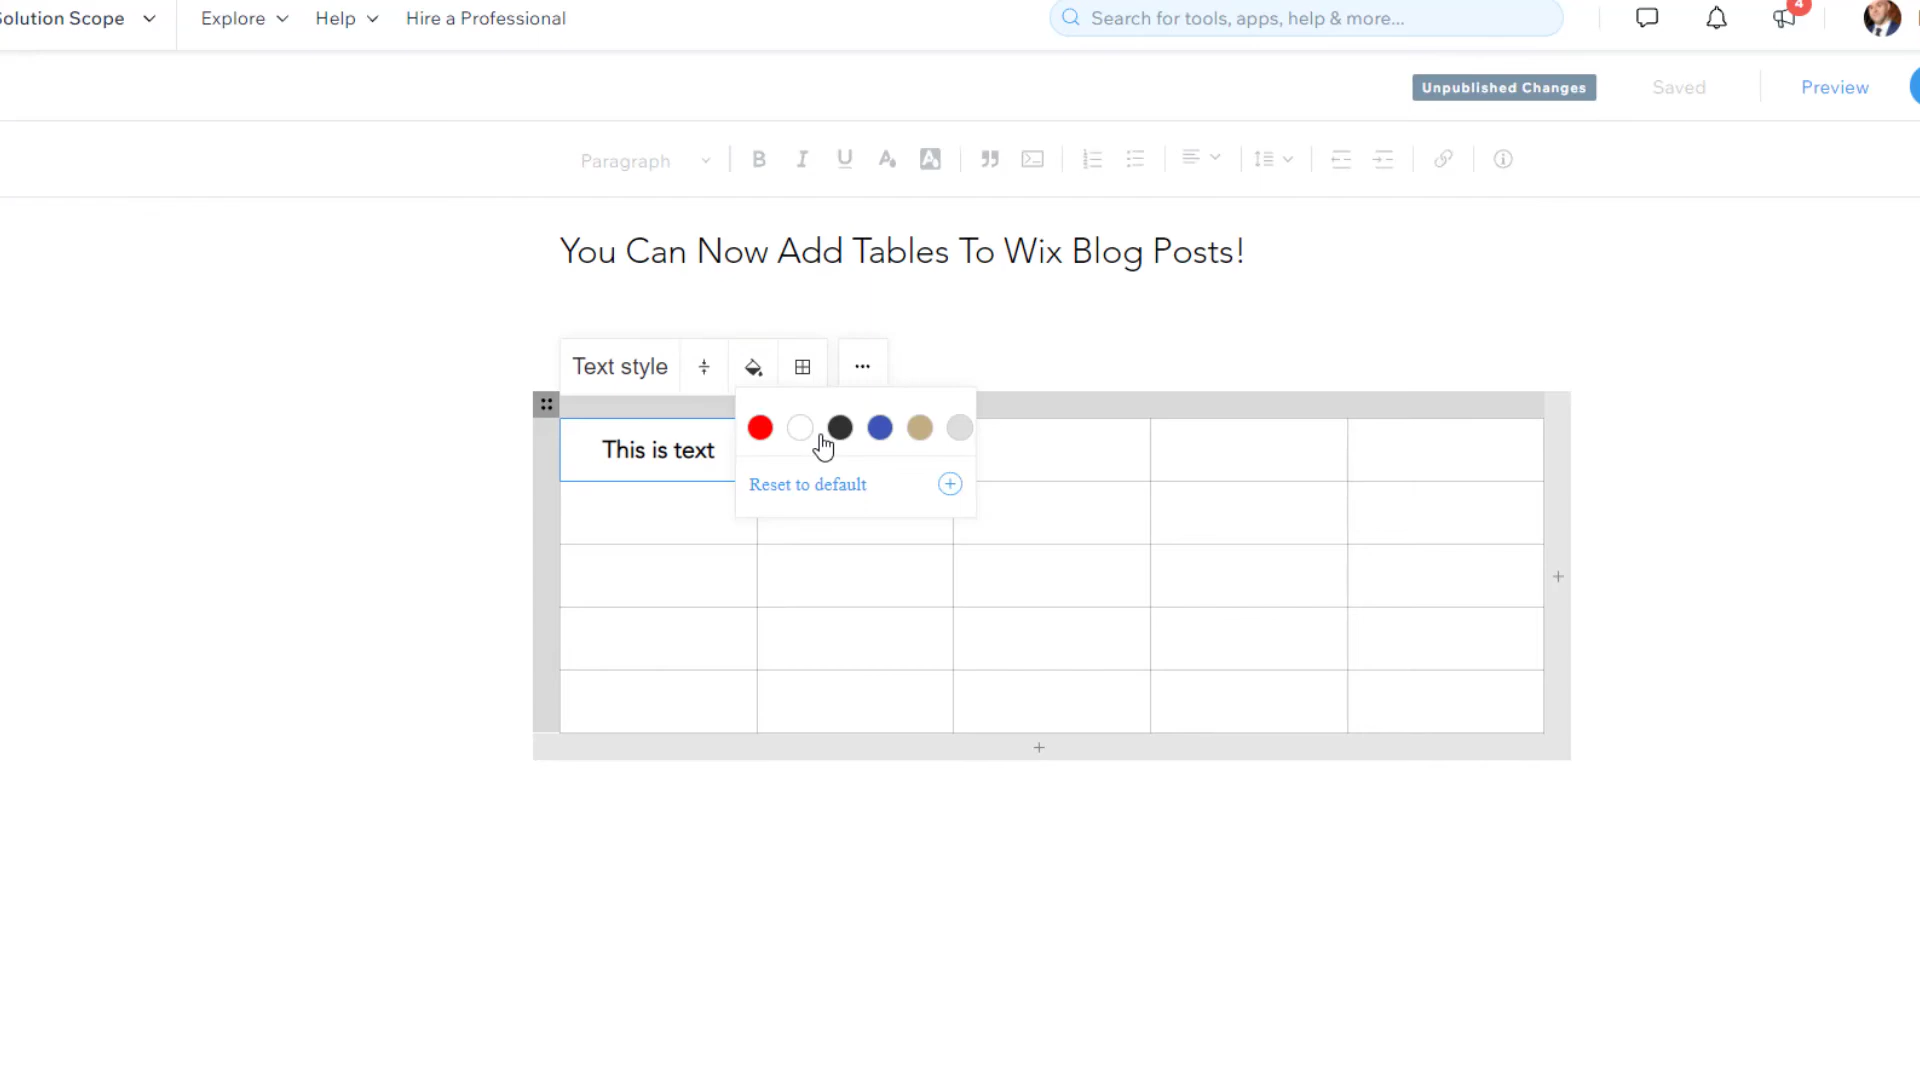 Solution Scope Explore Help Hire a Professional Search for tools, apps, help & more... 4
Unpublished Changes Saved Preview
Paragraph B I U A A
You Can Now Add Tables To Wix Blog Posts!
Text style
This is text
Reset to default